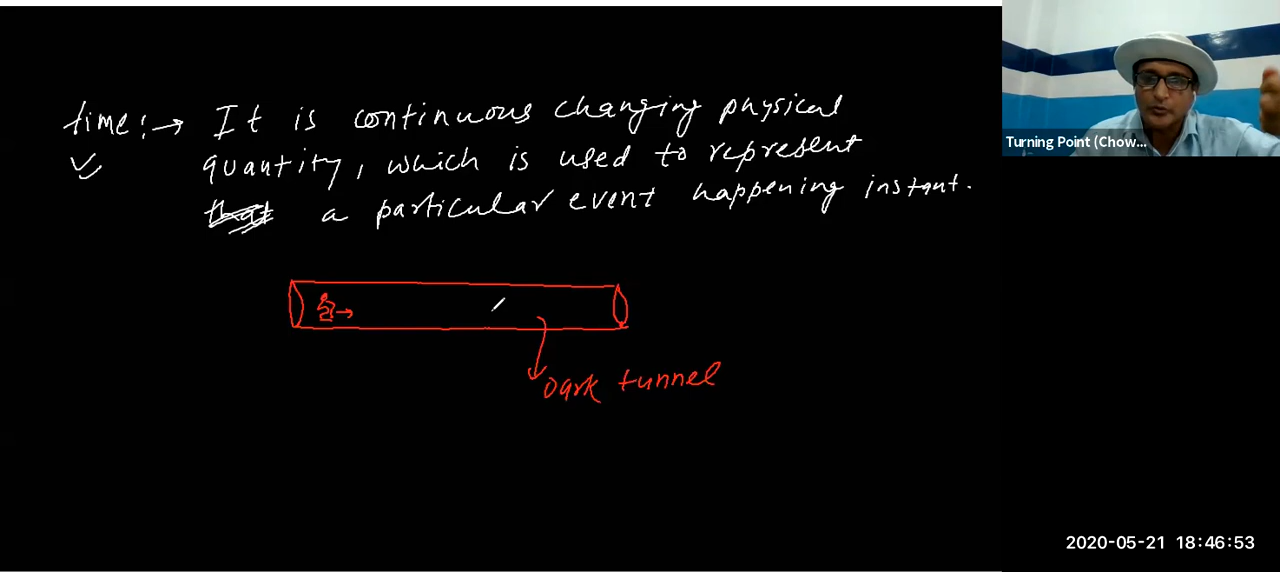 time:→ It is continuous changing physical
quantity, which is used to represent
a particular event happening instant.
Dark tunnel
Turning Point (Chow...
2020-05-21 18:46:53